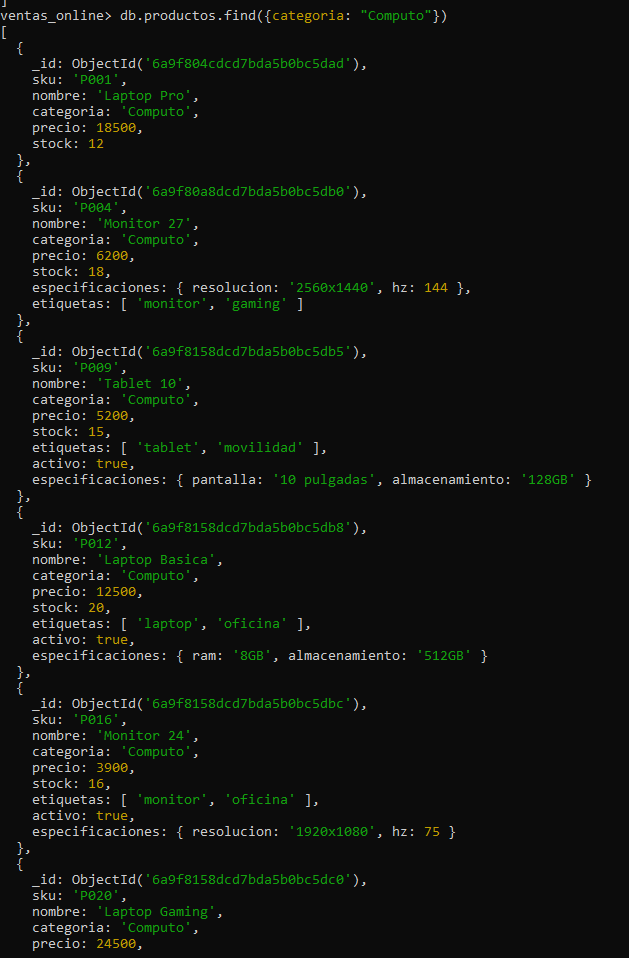 ]
ventas_online> db.productos.find({categoria: "Computo"})
[
  {
    _id: ObjectId('6a9f804cdcd7bda5b0bc5dad'),
    sku: 'P001',
    nombre: 'Laptop Pro',
    categoria: 'Computo',
    precio: 18500,
    stock: 12
  },
  {
    _id: ObjectId('6a9f80a8dcd7bda5b0bc5db0'),
    sku: 'P004',
    nombre: 'Monitor 27',
    categoria: 'Computo',
    precio: 6200,
    stock: 18,
    especificaciones: { resolucion: '2560x1440', hz: 144 },
    etiquetas: [ 'monitor', 'gaming' ]
  },
  {
    _id: ObjectId('6a9f8158dcd7bda5b0bc5db5'),
    sku: 'P009',
    nombre: 'Tablet 10',
    categoria: 'Computo',
    precio: 5200,
    stock: 15,
    etiquetas: [ 'tablet', 'movilidad' ],
    activo: true,
    especificaciones: { pantalla: '10 pulgadas', almacenamiento: '128GB' }
  },
  {
    _id: ObjectId('6a9f8158dcd7bda5b0bc5db8'),
    sku: 'P012',
    nombre: 'Laptop Basica',
    categoria: 'Computo',
    precio: 12500,
    stock: 20,
    etiquetas: [ 'laptop', 'oficina' ],
    activo: true,
    especificaciones: { ram: '8GB', almacenamiento: '512GB' }
  },
  {
    _id: ObjectId('6a9f8158dcd7bda5b0bc5dbc'),
    sku: 'P016',
    nombre: 'Monitor 24',
    categoria: 'Computo',
    precio: 3900,
    stock: 16,
    etiquetas: [ 'monitor', 'oficina' ],
    activo: true,
    especificaciones: { resolucion: '1920x1080', hz: 75 }
  },
  {
    _id: ObjectId('6a9f8158dcd7bda5b0bc5dc0'),
    sku: 'P020',
    nombre: 'Laptop Gaming',
    categoria: 'Computo',
    precio: 24500,